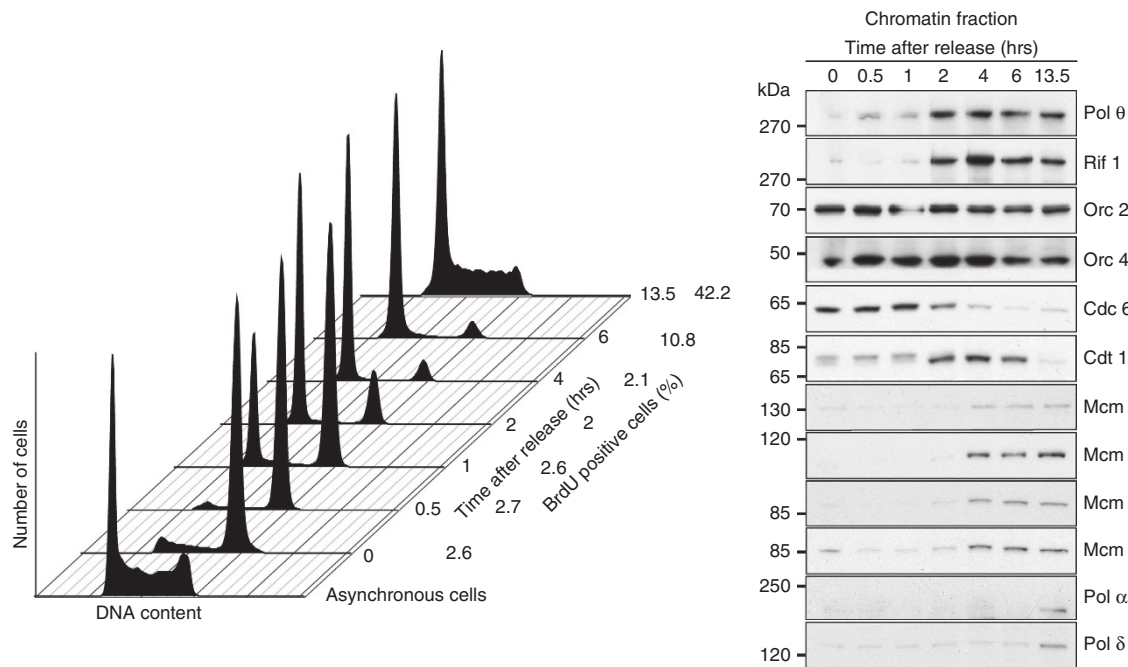 Number of cells
DNA content
Asynchronous cells
0
0.5
1
2
4
6
13.5
Time after release (hrs)
2.6
2.7
2.6
2
2.1
10.8
42.2
BrdU positive cells (%)
Chromatin fraction
Time after release (hrs)
kDa 0 0.5 1 2 4 6 13.5
270 Pol θ
270 Rif 1
70 Orc 2
50 Orc 4
65 Cdc 6
85 Cdt 1
65
130 Mcm
120 Mcm
85 Mcm
85 Mcm
250 Pol α
120 Pol δ